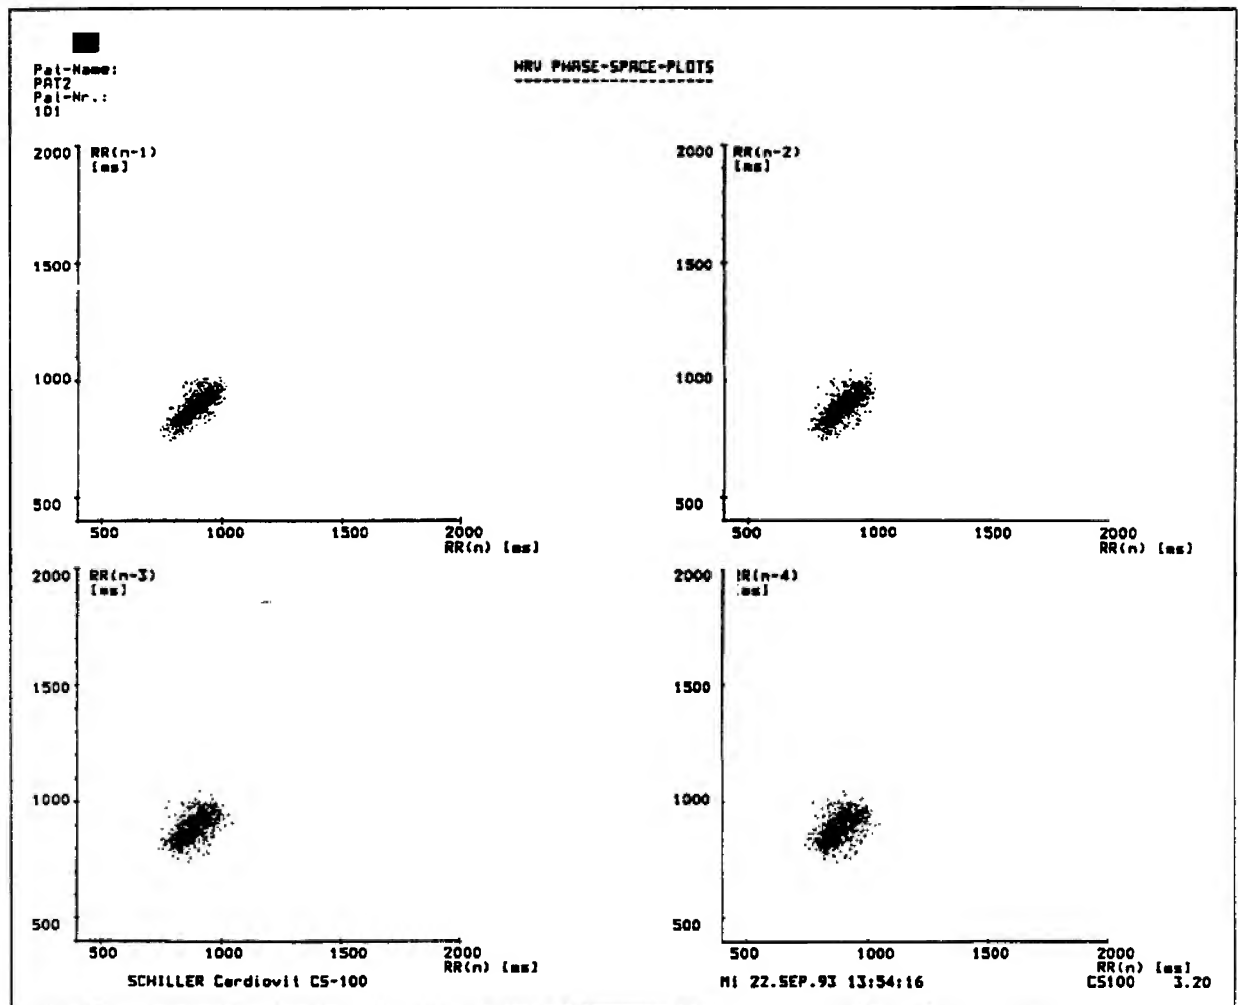 Pat-Name:
PAT2
Pat-Nr.:
101
HRV PHASE-SPACE-PLOTS
2000
RR(n-1)
[ms]
1500
1000
500
500 1000 1500 2000
RR(n) [ms]
2000
RR(n-2)
[ms]
1500
1000
500
500 1000 1500 2000
RR(n) [ms]
2000
RR(n-3)
[ms]
1500
1000
500
500 1000 1500 2000
RR(n) [ms]
2000
RR(n-4)
[ms]
1500
1000
500
500 1000 1500 2000
RR(n) [ms]
SCHILLER Cardiovit CS-100
Mi 22.SEP.93 13:54:16
CS100 3.20